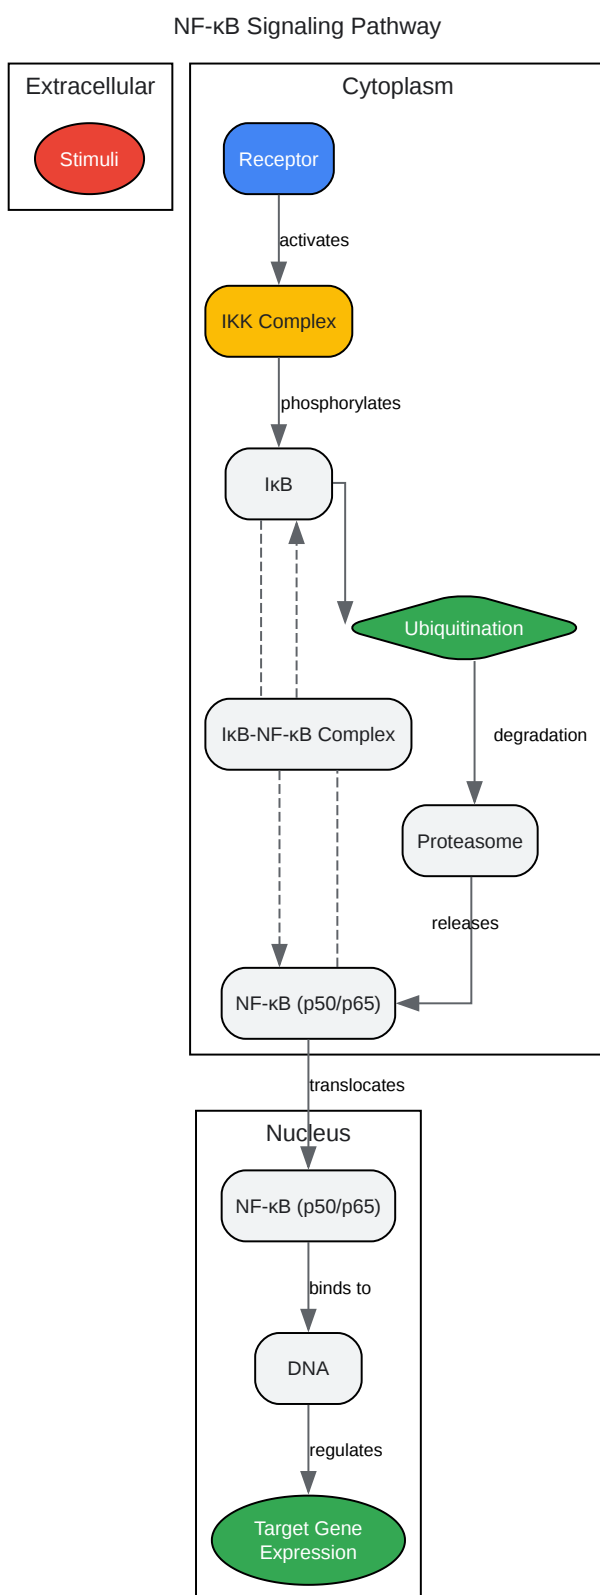 NF-κB Signaling Pathway
Extracellular
Stimuli
Cytoplasm
Receptor
activates
IKK Complex
phosphorylates
IκB
Ubiquitination
IκB-NF-κB Complex
degradation
Proteasome
releases
NF-κB (p50/p65)
translocates
Nucleus
NF-κB (p50/p65)
binds to
DNA
regulates
Target Gene
Expression